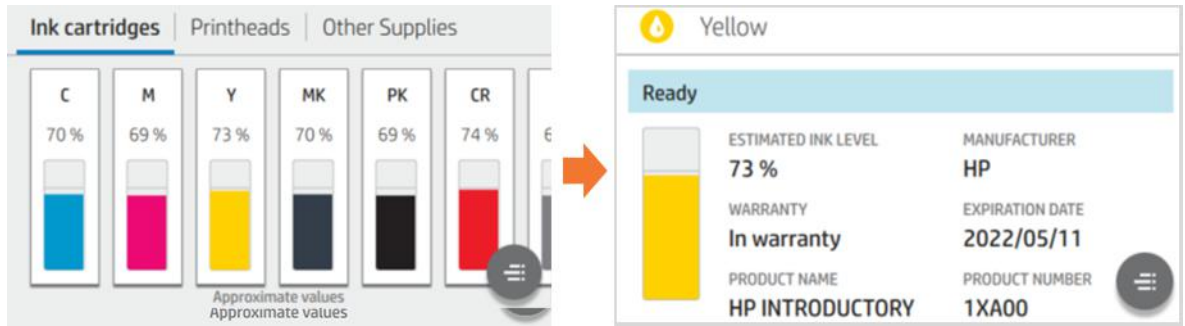 Ink cartridges Printheads Other Supplies
C M Y MK PK CR
70 % 69 % 73 % 70 % 69 % 74 % 6
Approximate values
Approximate values
Yellow
Ready
ESTIMATED INK LEVEL MANUFACTURER
73 % HP
WARRANTY EXPIRATION DATE
In warranty 2022/05/11
PRODUCT NAME PRODUCT NUMBER
HP INTRODUCTORY 1XA00